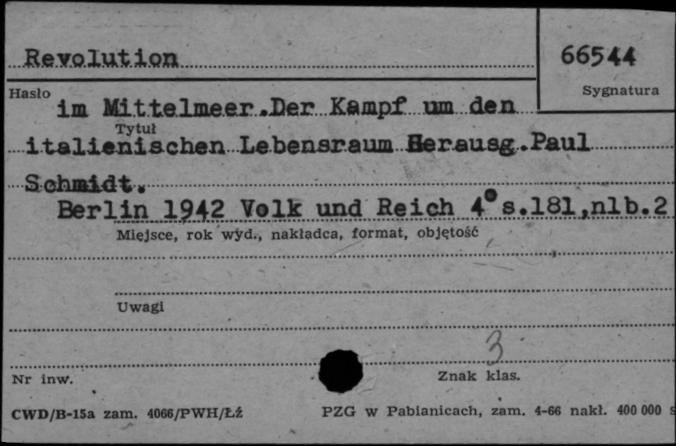 Revolution
66544
Hasło
Sygnatura
im Mittelmeer.Der Kampf um den
Tytuł
italienischen Lebensraum Herausg.Paul
Schmidt.
Berlin 1942 Volk und Reich 4° s.181,nlb.2
Miejsce, rok wyd., nakładca, format, objętość
Uwagi
3
Nr inw.
Znak klas.
CWD/B-15a zam. 4066/PWH/Łź
PZG w Pabianicach, zam. 4-66 nakł. 400 000 s